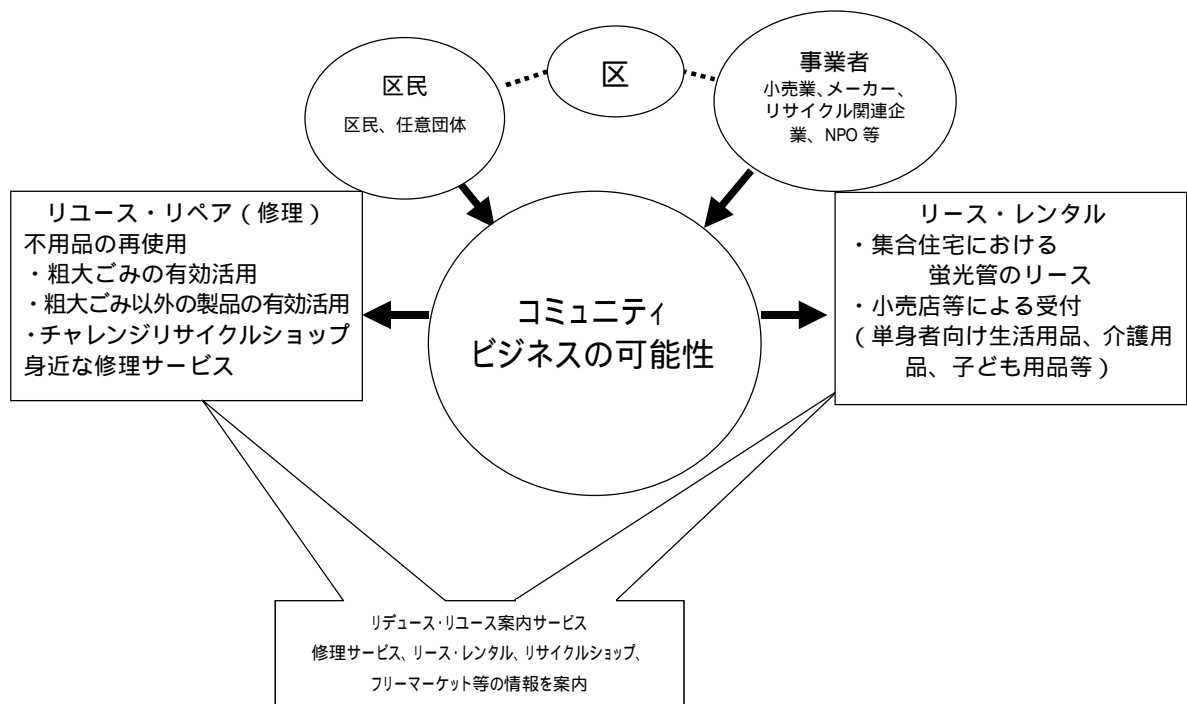 区民
区民、任意団体
区
事業者
小売業、メーカー、
リサイクル関連企
業、NPO 等
リユース・リペア（修理）
不用品の再使用
・粗大ごみの有効活用
・粗大ごみ以外の製品の有効活用
・チャレンジリサイクルショップ
身近な修理サービス
コミュニティ
ビジネスの可能性
リース・レンタル
・集合住宅における
蛍光管のリース
・小売店等による受付
（単身者向け生活用品、介護用
品、子ども用品等）
リデュース・リユース案内サービス
修理サービス、リース・レンタル、リサイクルショップ、
フリーマーケット等の情報を案内